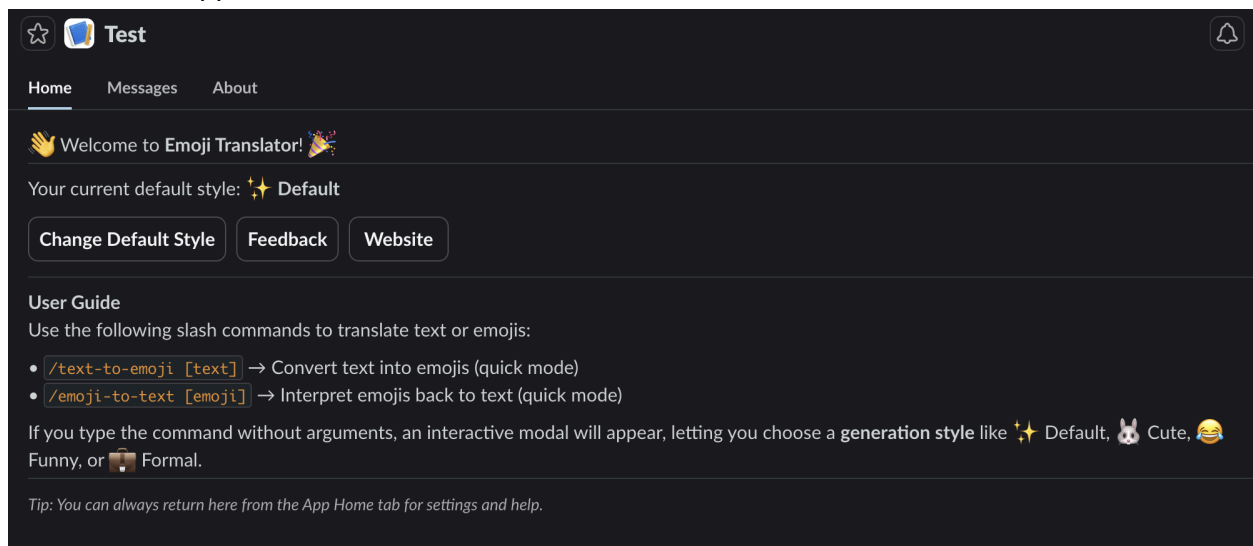 Test
Home Messages About
👋 Welcome to Emoji Translator! 🎉
Your current default style: ✨ Default
Change Default Style Feedback Website
User Guide
Use the following slash commands to translate text or emojis:
• /text-to-emoji [text] → Convert text into emojis (quick mode)
• /emoji-to-text [emoji] → Interpret emojis back to text (quick mode)
If you type the command without arguments, an interactive modal will appear, letting you choose a generation style like ✨ Default, 🐰 Cute, 😂
Funny, or 💼 Formal.
Tip: You can always return here from the App Home tab for settings and help.